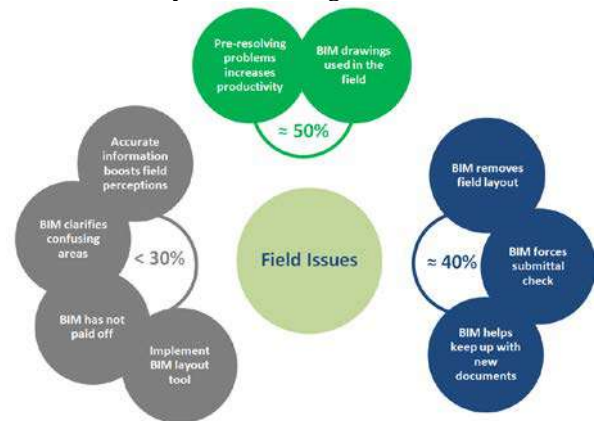 Pre-resolving
problems
increases
productivity
BIM drawings
used in the
field
≈ 50%
Accurate
information
boosts field
perceptions
BIM clarifies
confusing
areas
< 30%
BIM has not
paid off
Implement
BIM layout
tool
Field Issues
BIM removes
field layout
≈ 40%
BIM forces
submittal
check
BIM helps
keep up with
new
documents